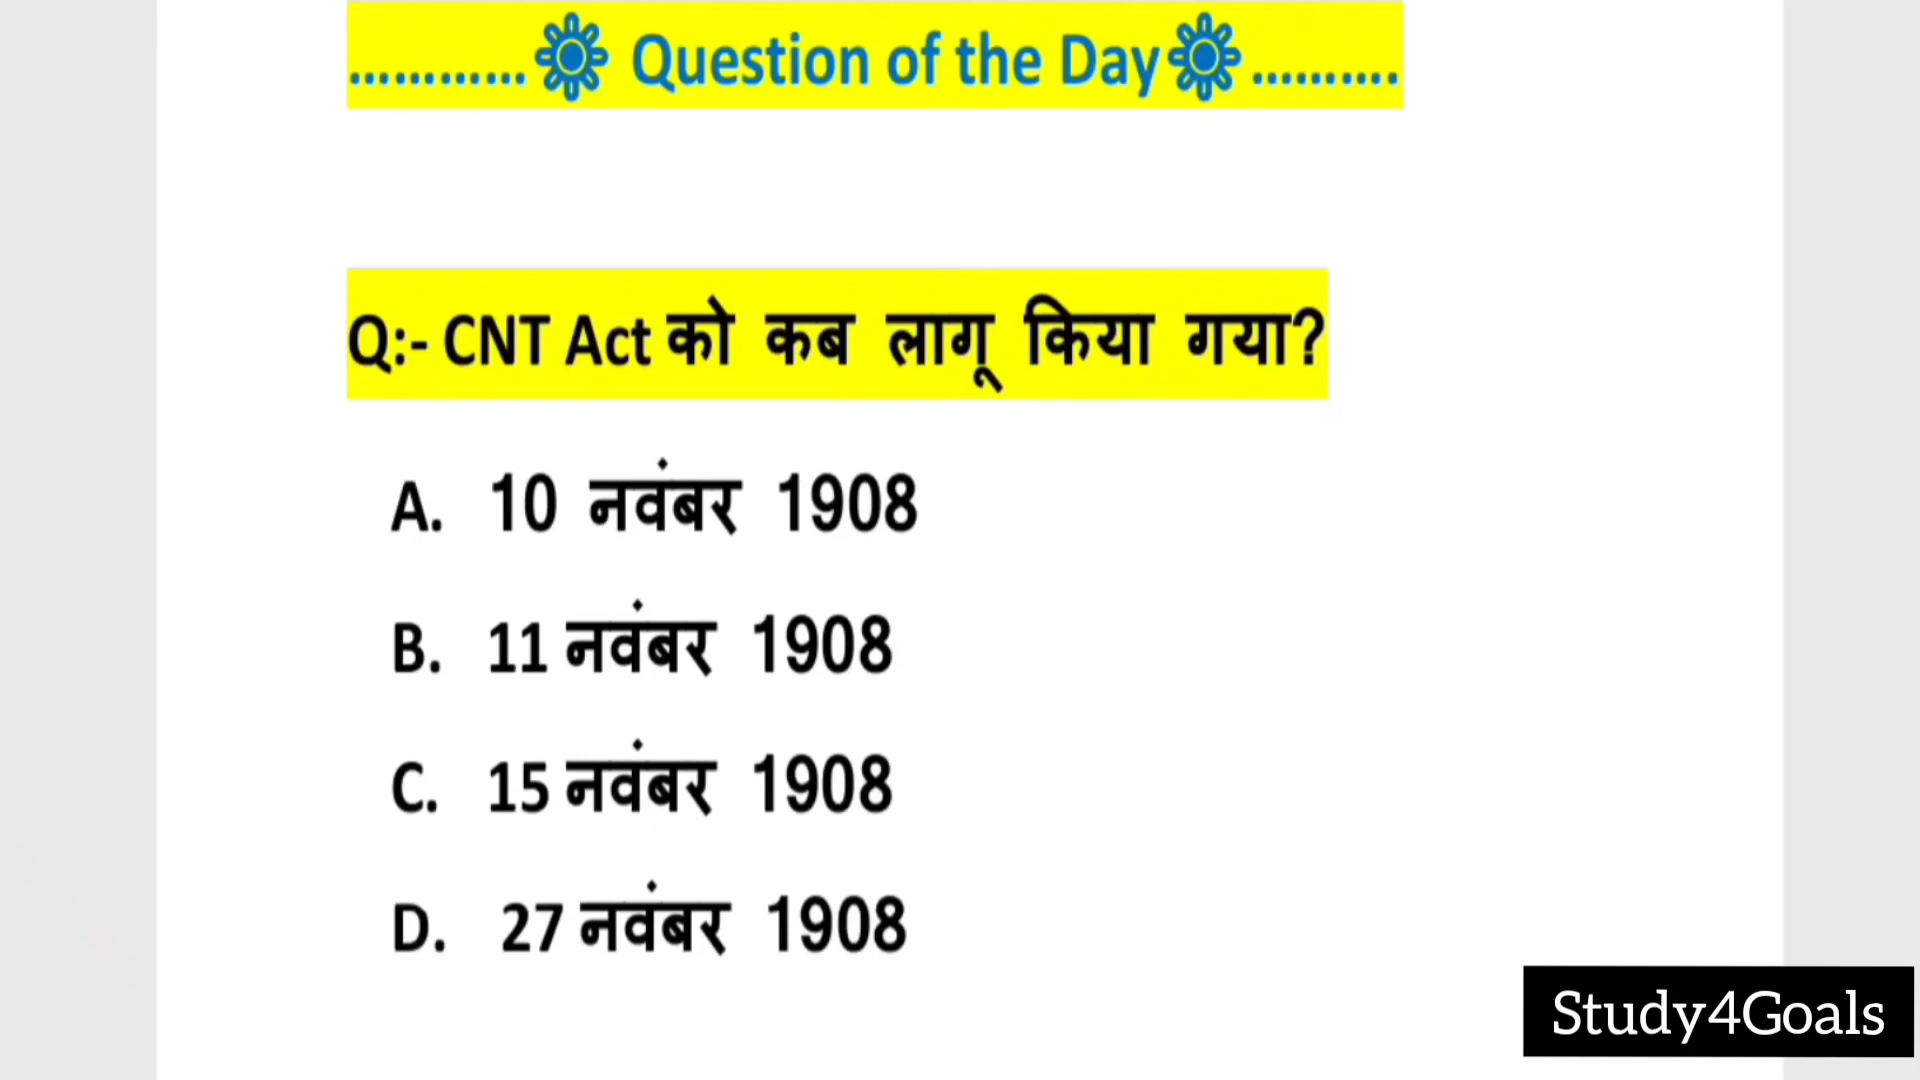 ............❁ Question of the Day❁..........
Q:- CNT Act को कब लागू किया गया?
A. 10 नवंबर 1908
B. 11 नवंबर 1908
C. 15 नवंबर 1908
D. 27 नवंबर 1908
Study4Goals